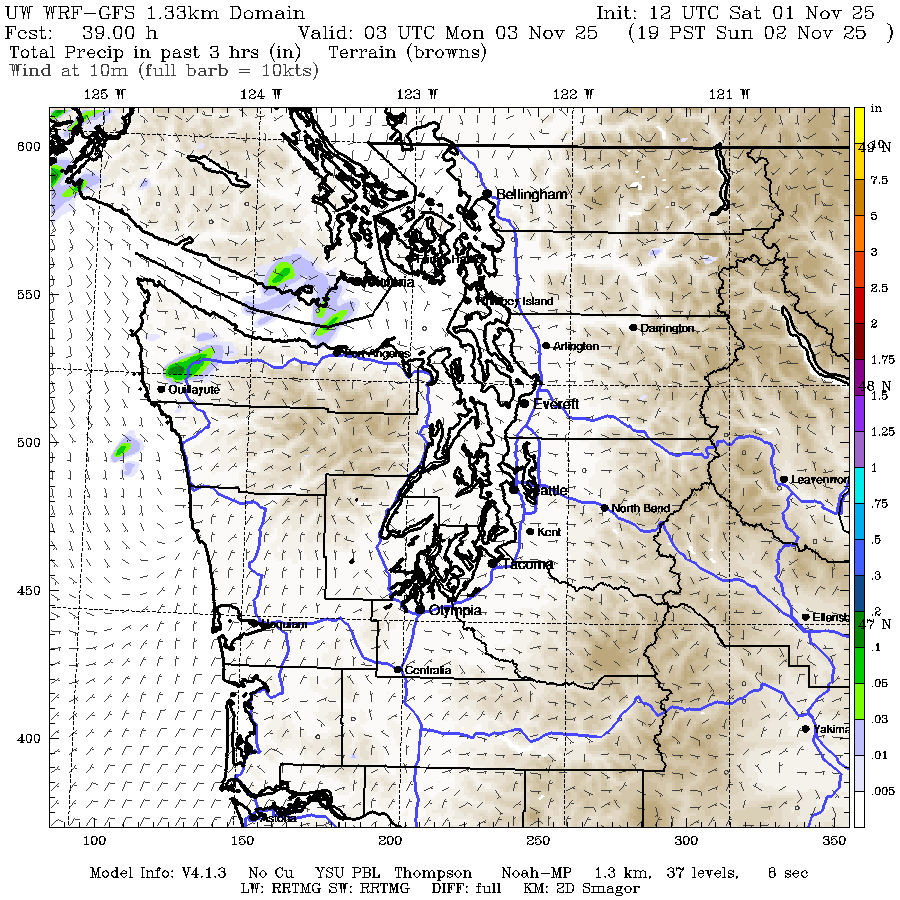 UW WRF-GFS 1.33km Domain Init: 12 UTC Sat 01 Nov 25
Fcst: 39.00 h Valid: 03 UTC Mon 03 Nov 25 (19 PST Sun 02 Nov 25 )
Total Precip in past 3 hrs (in) Terrain (browns)
Wind at 10m (full barb = 10kts)
125 W 124 W 123 W 122 W 121 W
in
600
49 N
Bellingham
7.5
5
3
Victoria
550
Whidbey Island
2.5
Darrington
2
Arlington
Port Angeles
1.75
48 N
Quillayute
1.5
Everett
1.25
500
1
Leavenwor
Seattle
North Bend
.75
Kent
.5
Tacoma
.3
450
Olympia
.2
Hoquiam
Ellensb
47 N
.1
Centralia
.05
.03
Yakima
400
.01
.005
Astoria
100 150 200 250 300 350
Model Info: V4.1.3 No Cu YSU PBL Thompson Noah-MP 1.3 km, 37 levels, 8 sec
LW: RRTMG SW: RRTMG DIFF: full KM: 2D Smagor